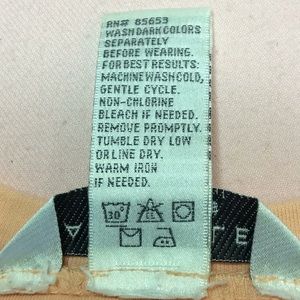 RN# 85653
WASH DARK COLORS
SEPARATELY
BEFORE WEARING.
FOR BEST RESULTS:
MACHINE WASH COLD,
GENTLE CYCLE.
NON-CHLORINE
BLEACH IF NEEDED.
REMOVE PROMPTLY.
TUMBLE DRY LOW
OR LINE DRY.
WARM IRON
IF NEEDED.
30°
CL